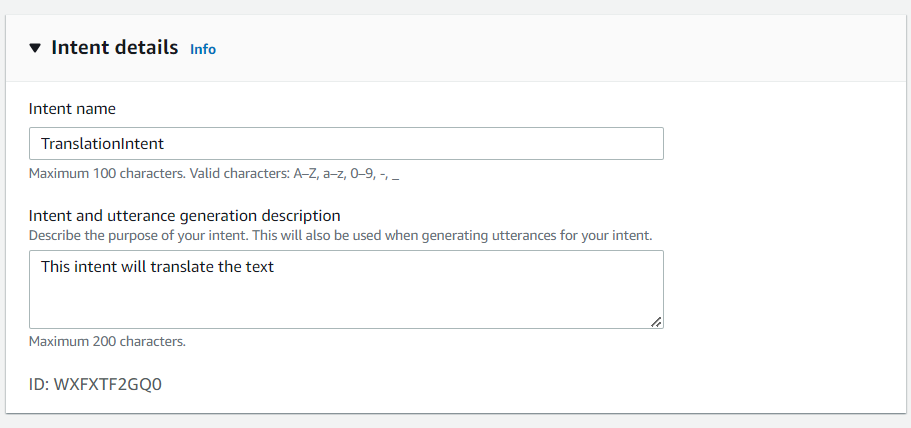 Intent details Info
Intent name
TranslationIntent
Maximum 100 characters. Valid characters: A–Z, a–z, 0–9, -, _
Intent and utterance generation description
Describe the purpose of your intent. This will also be used when generating utterances for your intent.
This intent will translate the text
Maximum 200 characters.
ID: WXFXTF2GQ0